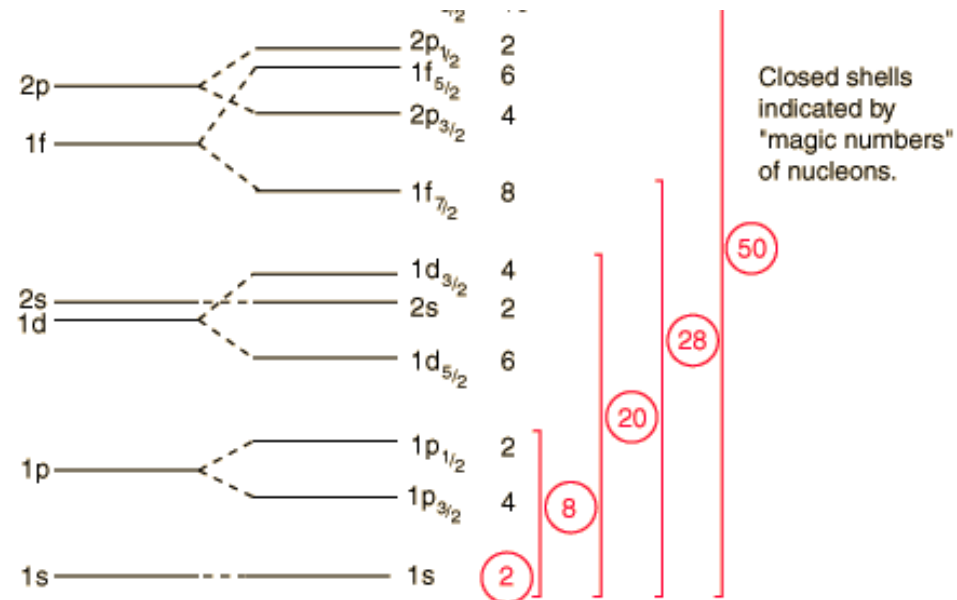 2p1/2 2
2p 1f5/2 6
2p3/2 4
1f
1f7/2 8
Closed shells
indicated by
"magic numbers"
of nucleons.
50
1d3/2 4
2s 2s 2
1d
28
1d5/2 6
20
1p1/2 2
1p
1p3/2 4
8
1s 1s 2